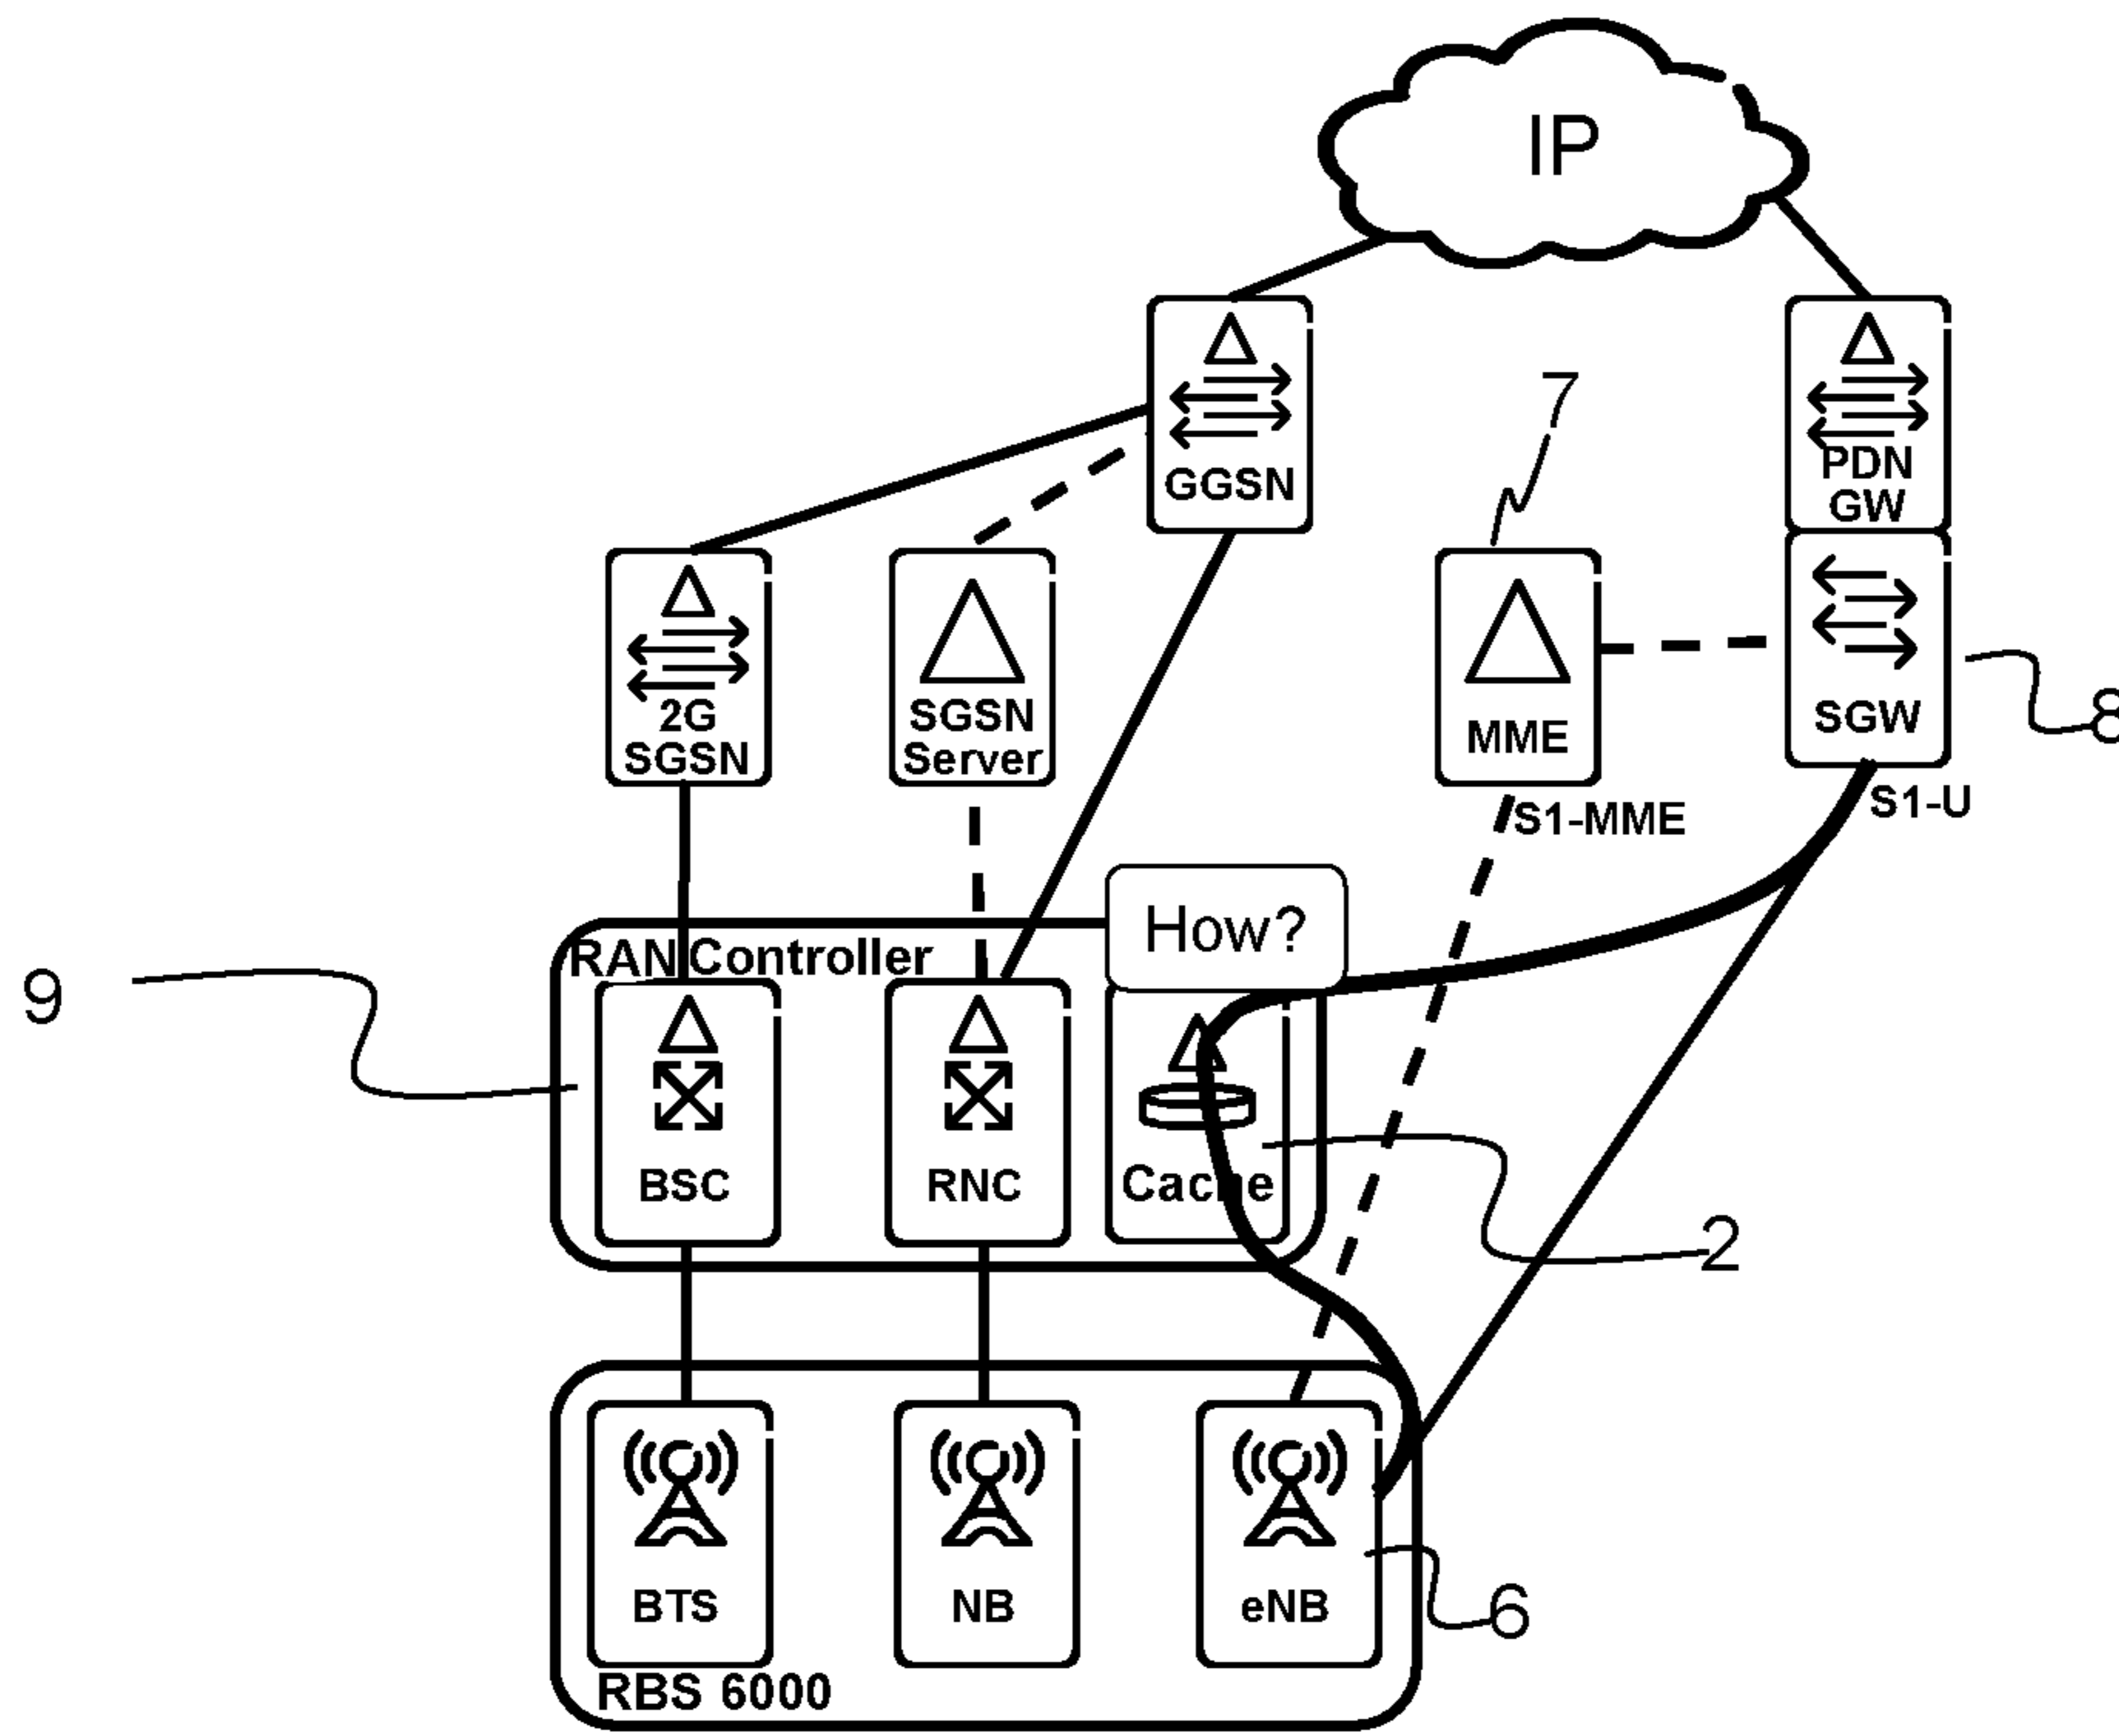 IP
7
GGSN
PDN
GW
2G
SGSN
SGSN
Server
MME
SGW
8
S1-MME
S1-U
How?
RAN Controller
9
BSC
RNC
Cache
2
BTS
NB
eNB
6
RBS 6000